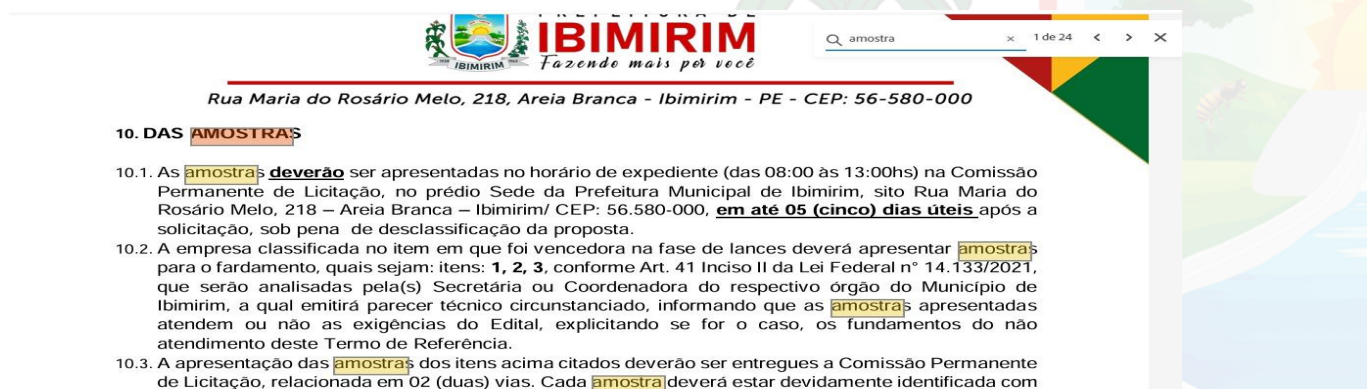 PREFEITURA DE
IBIMIRIM
Fazendo mais por você
IBIMIRIM
amostra
1 de 24
Rua Maria do Rosário Melo, 218, Areia Branca - Ibimirim - PE - CEP: 56-580-000
10. DAS AMOSTRAS
10.1. As amostras deverão ser apresentadas no horário de expediente (das 08:00 às 13:00hs) na Comissão
Permanente de Licitação, no prédio Sede da Prefeitura Municipal de Ibimirim, sito Rua Maria do
Rosário Melo, 218 – Areia Branca – Ibimirim/ CEP: 56.580-000, em até 05 (cinco) dias úteis após a
solicitação, sob pena de desclassificação da proposta.
10.2. A empresa classificada no item em que foi vencedora na fase de lances deverá apresentar amostras
para o fardamento, quais sejam: itens: 1, 2, 3, conforme Art. 41 Inciso II da Lei Federal n° 14.133/2021,
que serão analisadas pela(s) Secretária ou Coordenadora do respectivo órgão do Município de
Ibimirim, a qual emitirá parecer técnico circunstanciado, informando que as amostras apresentadas
atendem ou não as exigências do Edital, explicitando se for o caso, os fundamentos do não
atendimento deste Termo de Referência.
10.3. A apresentação das amostras dos itens acima citados deverão ser entregues a Comissão Permanente
de Licitação, relacionada em 02 (duas) vias. Cada amostra deverá estar devidamente identificada com